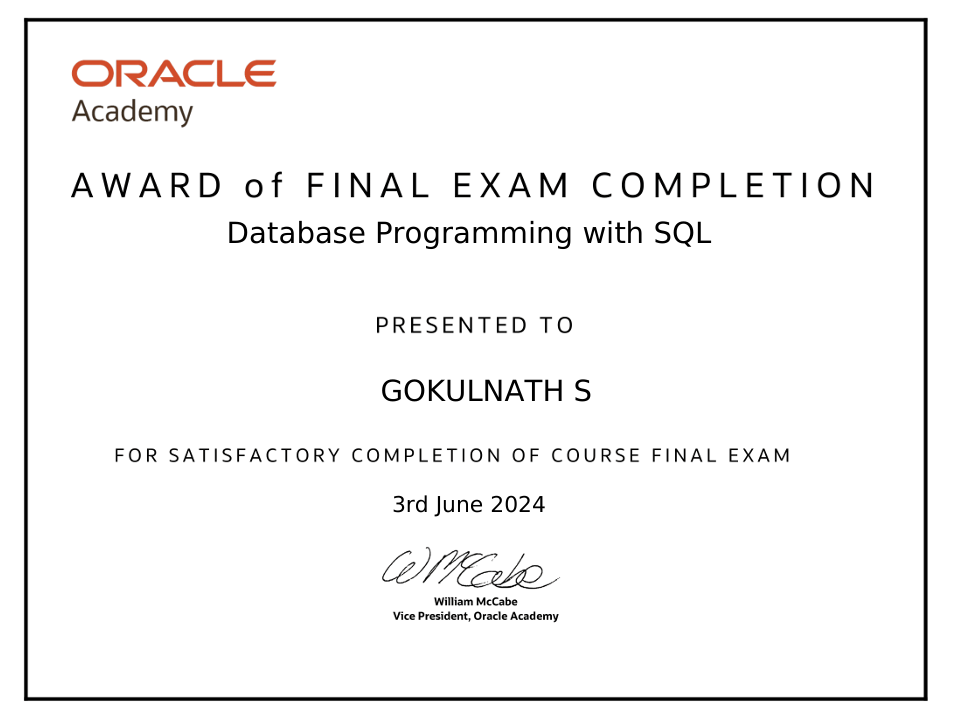 ORACLE
Academy
AWARD of FINAL EXAM COMPLETION
Database Programming with SQL
PRESENTED TO
GOKULNATH S
FOR SATISFACTORY COMPLETION OF COURSE FINAL EXAM
3rd June 2024
W McCabe
William McCabe
Vice President, Oracle Academy